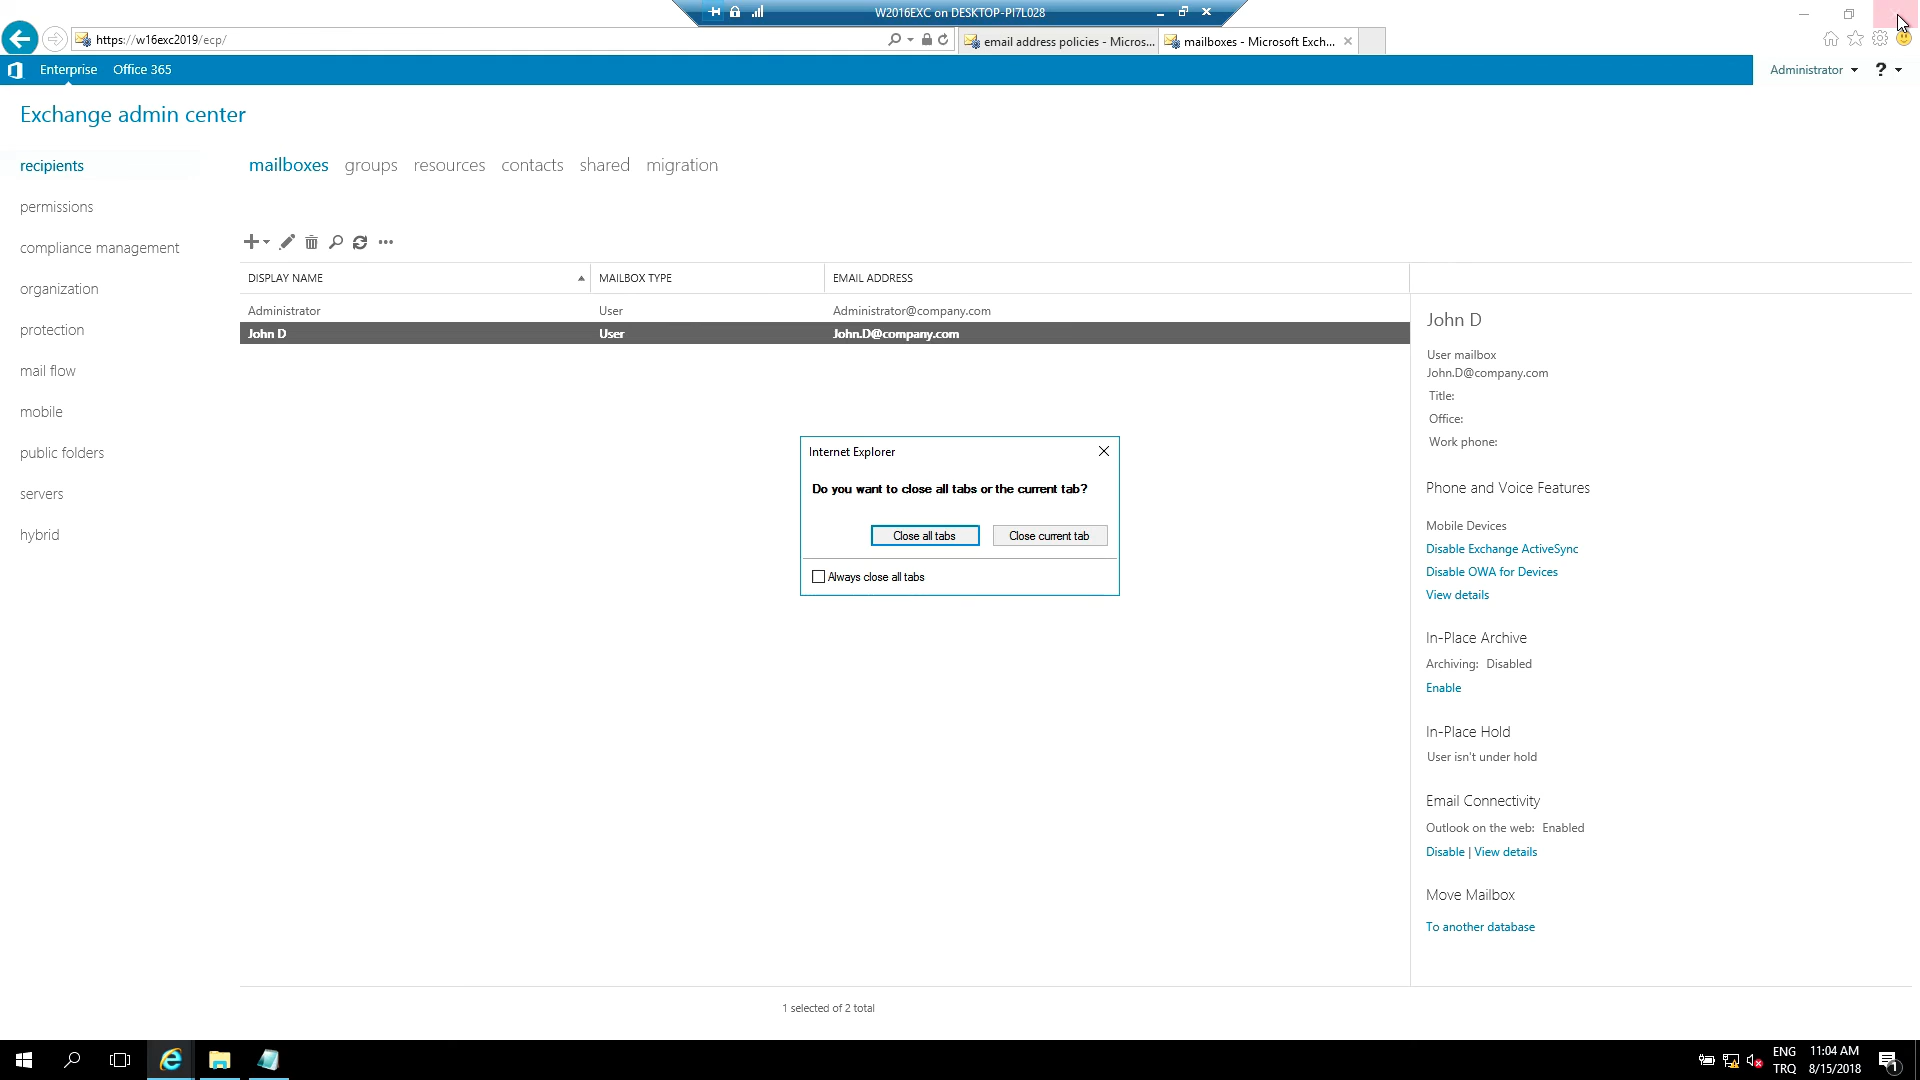 W2016EXC on DESKTOP-PI7L028
https://w16exc2019/ecp/
email address policies - Micros...
mailboxes - Microsoft Exch...
Enterprise
Office 365
Administrator
?
Exchange admin center
recipients
permissions
compliance management
organization
protection
mail flow
mobile
public folders
servers
hybrid
mailboxes groups resources contacts shared migration
DISPLAY NAME MAILBOX TYPE EMAIL ADDRESS
Administrator User Administrator@company.com
John D User John.D@company.com
John D
User mailbox
John.D@company.com
Title:
Office:
Work phone:
Phone and Voice Features
Mobile Devices
Disable Exchange ActiveSync
Disable OWA for Devices
View details
In-Place Archive
Archiving: Disabled
Enable
In-Place Hold
User isn't under hold
Email Connectivity
Outlook on the web: Enabled
Disable | View details
Move Mailbox
To another database
Internet Explorer
Do you want to close all tabs or the current tab?
Close all tabs
Close current tab
Always close all tabs
1 selected of 2 total
ENG
TRQ
11:04 AM
8/15/2018
1